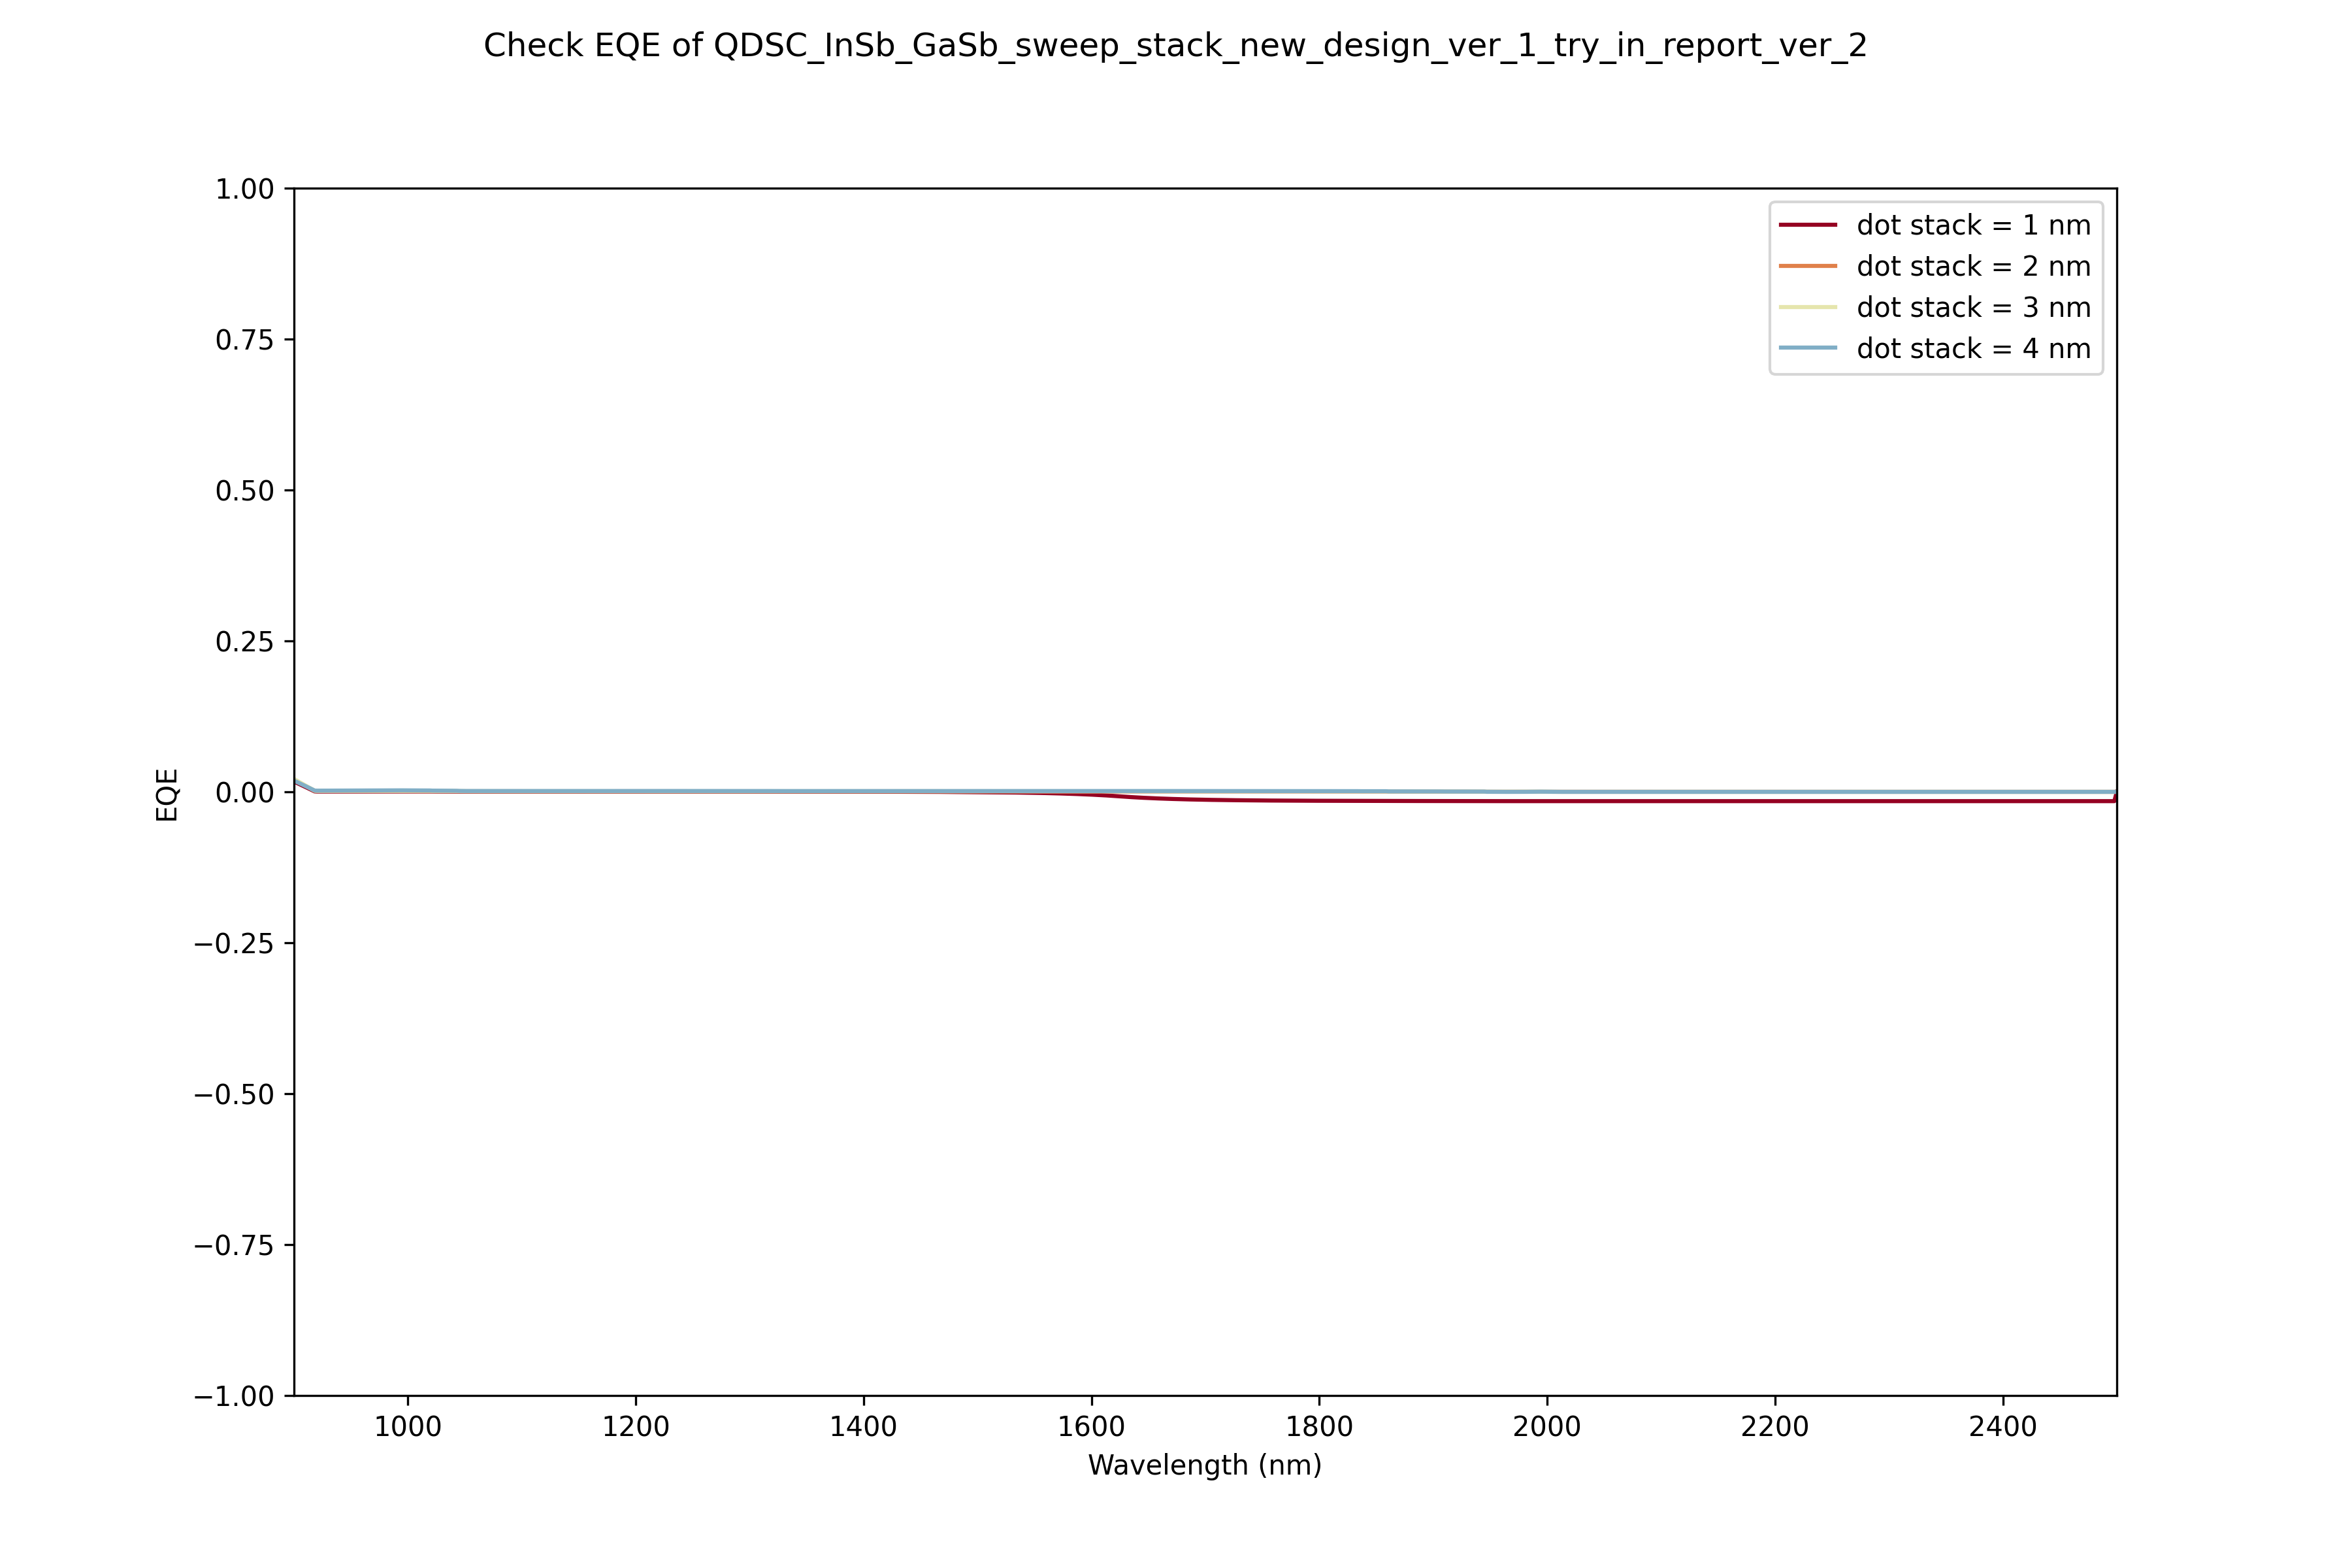 Check EQE of QDSC_InSb_GaSb_sweep_stack_new_design_ver_1_try_in_report_ver_2
1.00
0.75
0.50
0.25
0.00
−0.25
−0.50
−0.75
−1.00
EQE
dot stack = 1 nm
dot stack = 2 nm
dot stack = 3 nm
dot stack = 4 nm
1000 1200 1400 1600 1800 2000 2200 2400
Wavelength (nm)